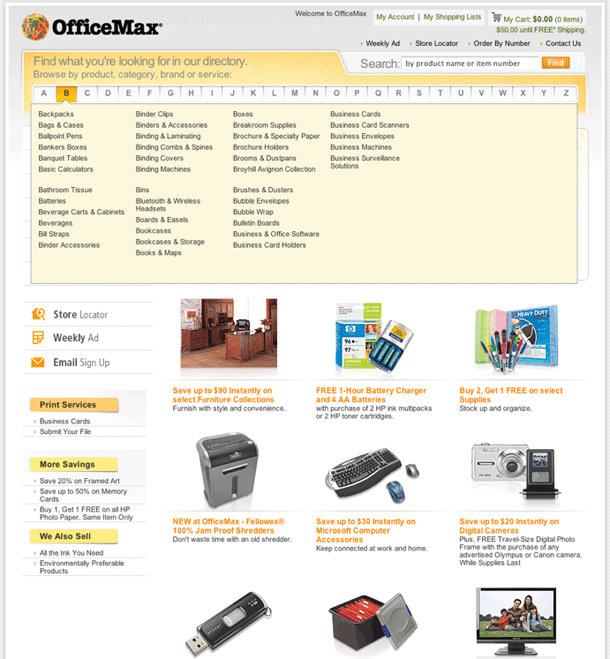 Welcome to OfficeMax
My Account | My Shopping Lists
My Cart: $0.00 (0 items)
$50.00 until FREE* Shipping.
OfficeMax®
Weekly Ad
Store Locator
Order By Number
Contact Us
Find what you're looking for in our directory.
Browse by product, category, brand or service:
Search: by product name or item number Find
A B C D E F G H I J K L M N O P Q R S T U V W X Y Z
Backpacks
Bags & Cases
Ballpoint Pens
Bankers Boxes
Banquet Tables
Basic Calculators
Bathroom Tissue
Batteries
Beverage Carts & Cabinets
Beverages
Bill Straps
Binder Accessories
Binder Clips
Binders & Accessories
Binding & Laminating
Binding Combs & Spines
Binding Covers
Binding Machines
Bins
Bluetooth & Wireless
Headsets
Boards & Easels
Bookcases
Bookcases & Storage
Books & Maps
Boxes
Breakroom Supplies
Brochure & Specialty Paper
Brochure Holders
Brooms & Dustpans
Broyhill Avignon Collection
Brushes & Dusters
Bubble Envelopes
Bubble Wrap
Bulletin Boards
Business & Office Software
Business Card Holders
Business Cards
Business Card Scanners
Business Envelopes
Business Machines
Business Surveillance
Solutions
Store Locator
Weekly Ad
Email Sign Up
Print Services
Business Cards
Submit Your File
More Savings
Save 20% on Framed Art
Save up to 50% on Memory
Cards
Buy 1, Get 1 FREE on all HP
Photo Paper. Same Item Only
We Also Sell
All the Ink You Need
Environmentally Preferable
Products
Save up to $90 Instantly on
select Furniture Collections
Furnish with style and convenience.
hp
96
97
FREE 1-Hour Battery Charger
and 4 AA Batteries
with purchase of 2 HP ink multipacks
or 2 HP toner cartridges.
HEAVY DUTY
Buy 2, Get 1 FREE on select
Supplies
Stock up and organize.
NEW at OfficeMax - Fellowes®
100% Jam Proof Shredders
Don't waste time with an old shredder.
Save up to $30 Instantly on
Microsoft Computer
Accessories
Keep connected at work and home.
Save up to $20 Instantly on
Digital Cameras
Plus, FREE Travel-Size Digital Photo
Frame with the purchase of any
advertised Olympus or Canon camera.
While Supplies Last